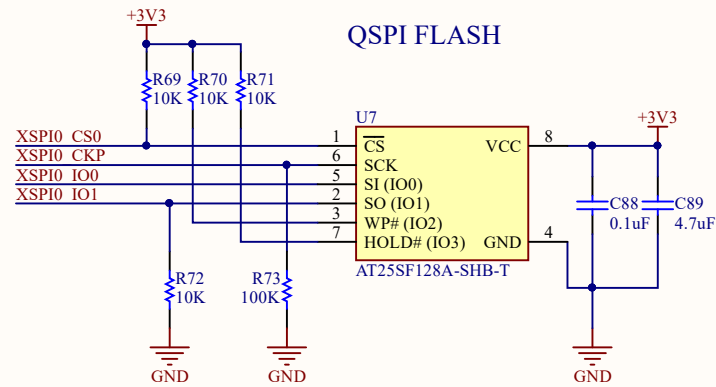 +3V3
QSPI FLASH
R69
10K
R70
10K
R71
10K
U7
+3V3
XSPI0_CS0
1
CS
VCC
8
XSPI0_CKP
6
SCK
XSPI0_IO0
5
SI (IO0)
XSPI0_IO1
2
SO (IO1)
3
WP# (IO2)
7
HOLD# (IO3)
GND
4
C88
0.1uF
C89
4.7uF
AT25SF128A-SHB-T
R72
10K
R73
100K
GND
GND
GND